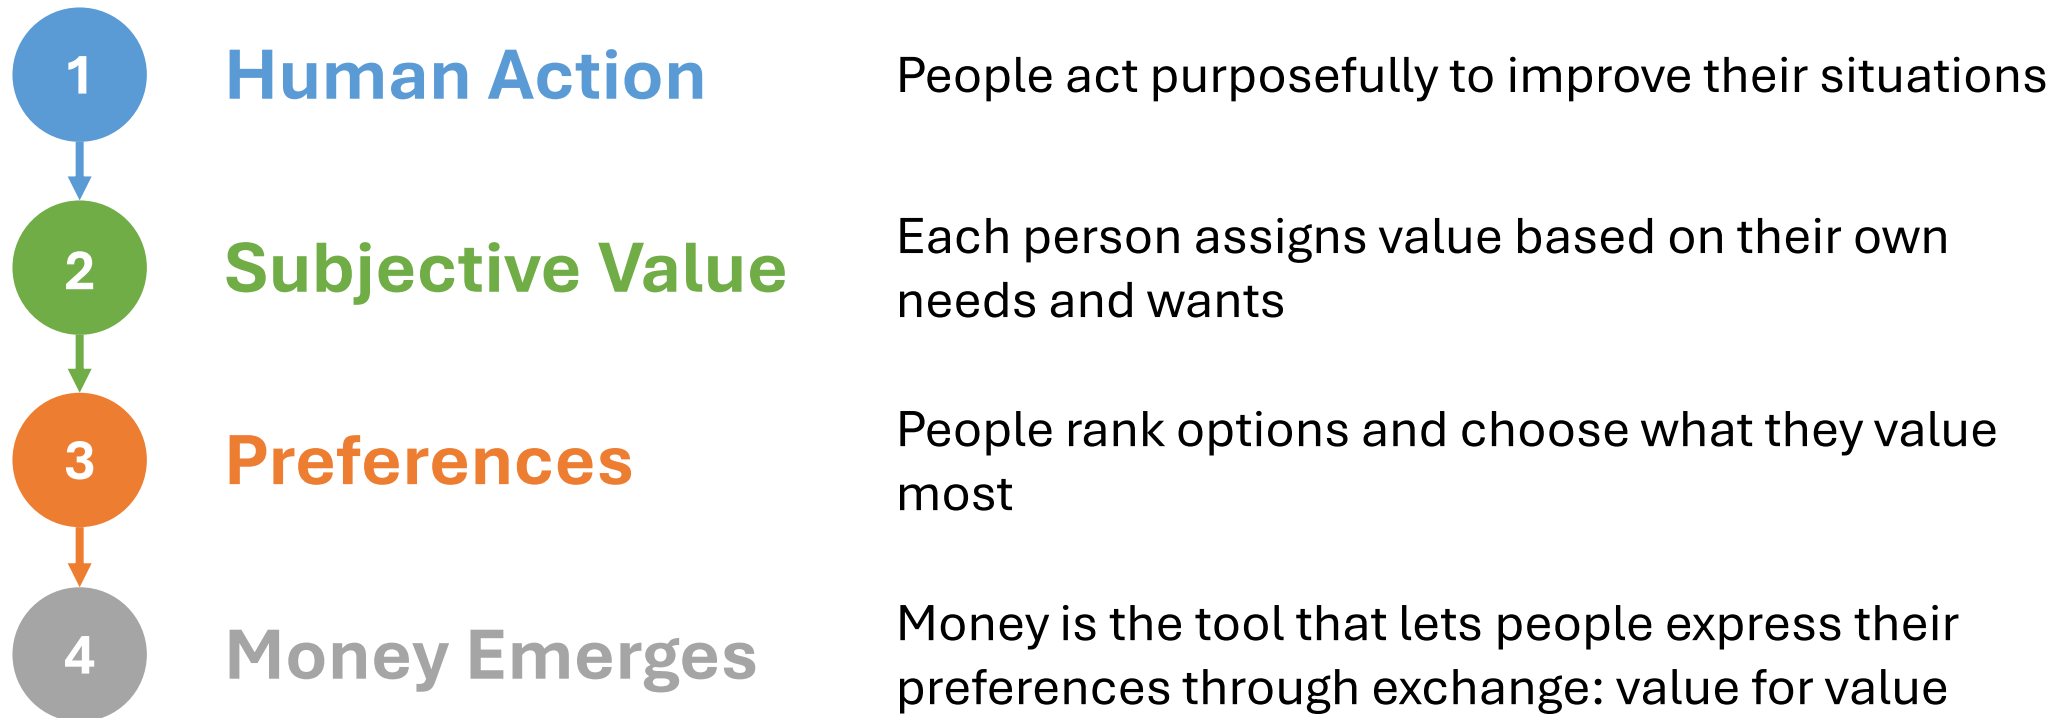 1
Human Action
People act purposefully to improve their situations
2
Subjective Value
Each person assigns value based on their own
needs and wants
3
Preferences
People rank options and choose what they value
most
4
Money Emerges
Money is the tool that lets people express their
preferences through exchange: value for value